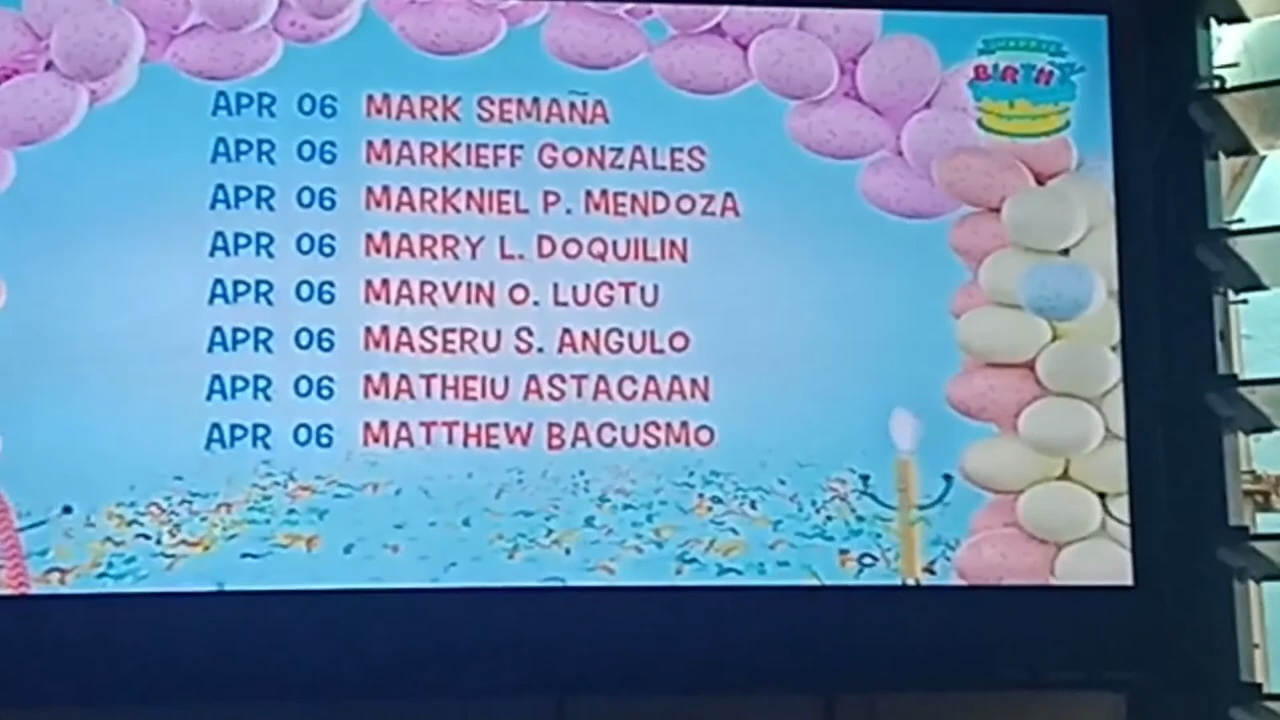 BIRTH
APR 06 MARK SEMAÑA
APR 06 MARKIEFF GONZALES
APR 06 MARKNIEL P. MENDOZA
APR 06 MARRY L. DOQUILIN
APR 06 MARVIN O. LUGTU
APR 06 MASERU S. ANGULO
APR 06 MATHEIU ASTACAAN
APR 06 MATTHEW BACUSMO